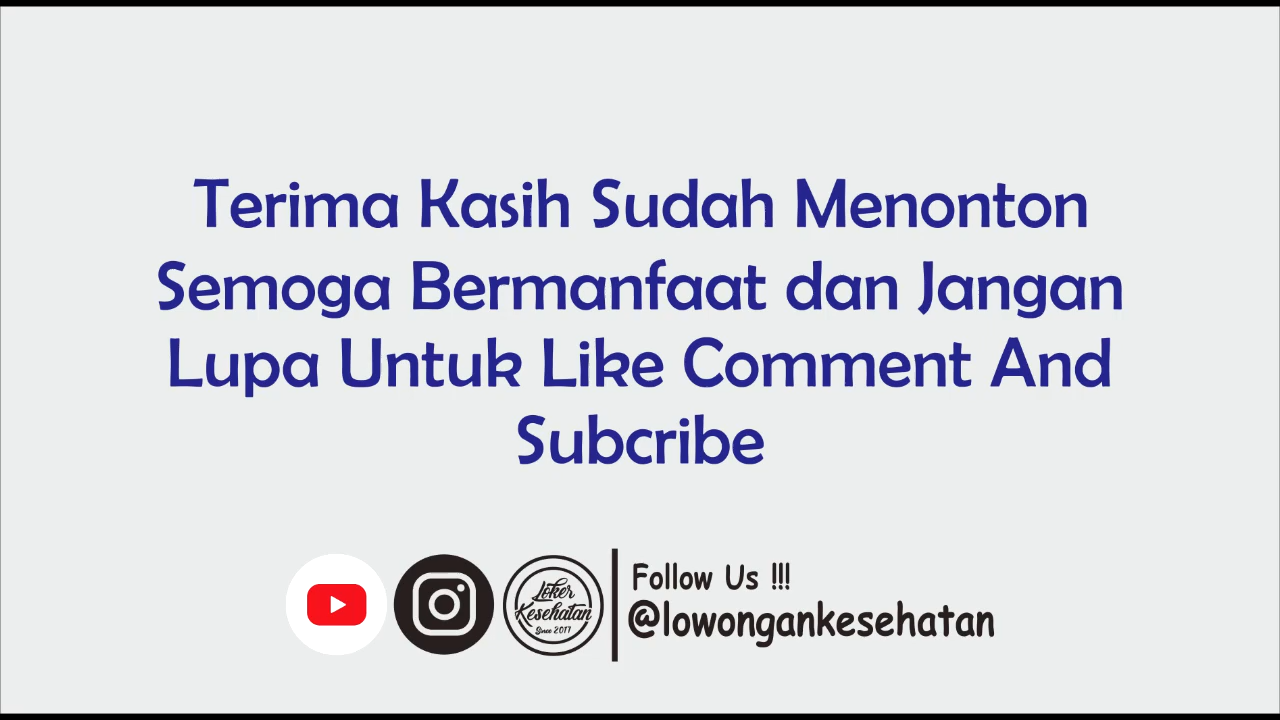 Terima Kasih Sudah Menonton
Semoga Bermanfaat dan Jangan
Lupa Untuk Like Comment And
Subcribe
Loker
Kesehatan
Since 2017
Follow Us !!!
@lowongankesehatan